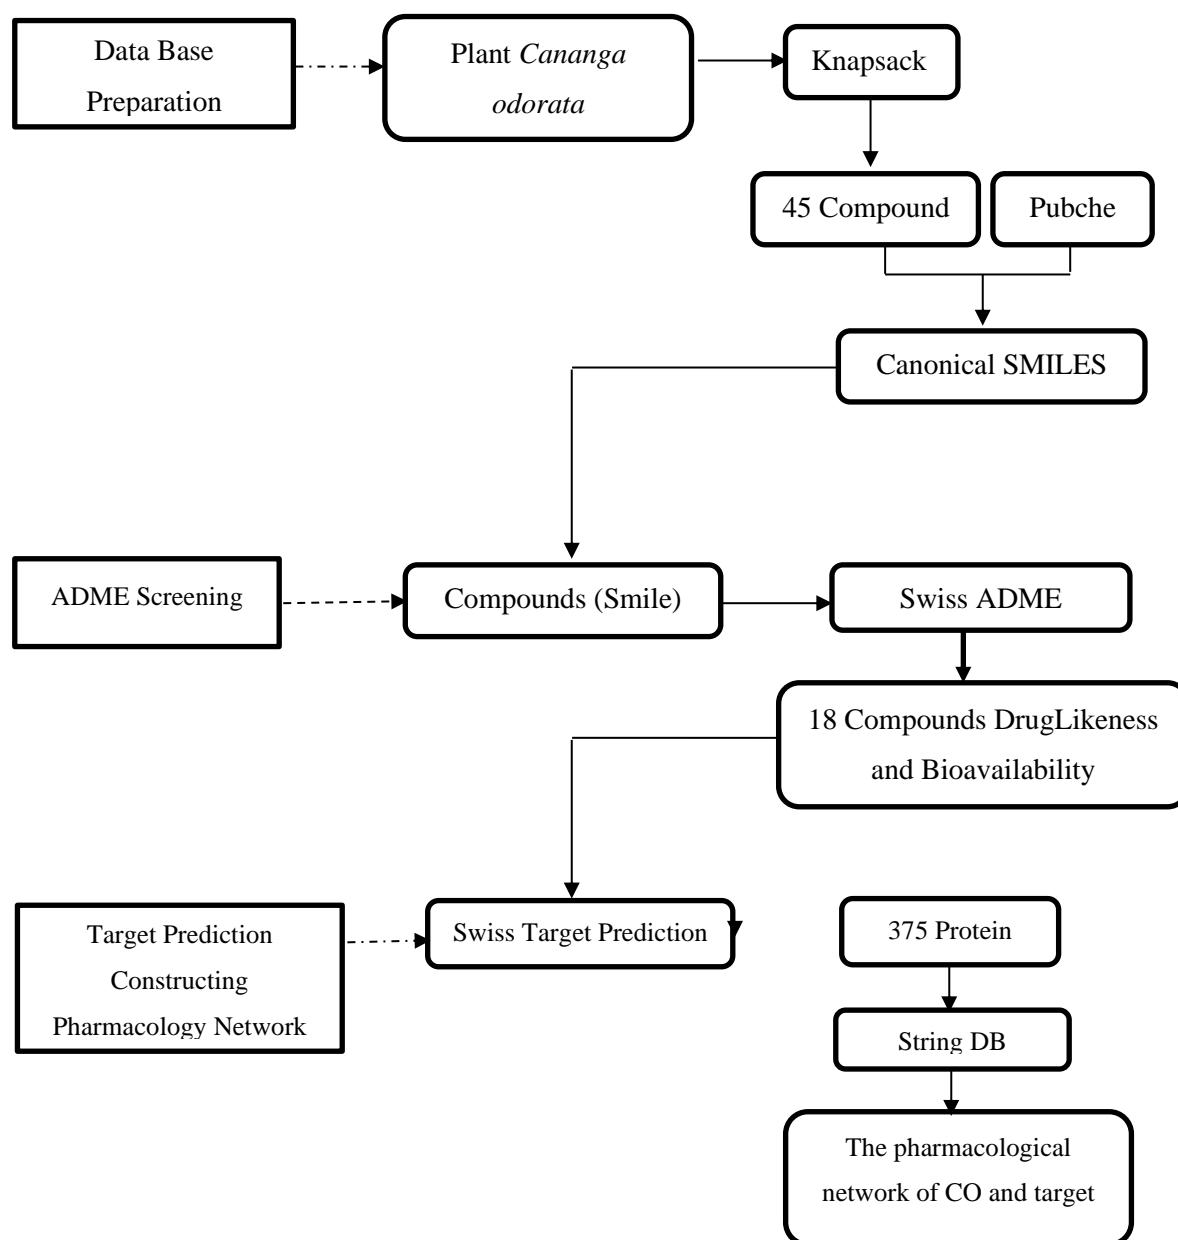 Data Base
Preparation
Plant Cananga
odorata
Knapsack
45 Compound
Pubche
Canonical SMILES
ADME Screening
Compounds (Smile)
Swiss ADME
18 Compounds DrugLikeness
and Bioavailability
Target Prediction
Constructing
Pharmacology Network
Swiss Target Prediction
375 Protein
String DB
The pharmacological
network of CO and target